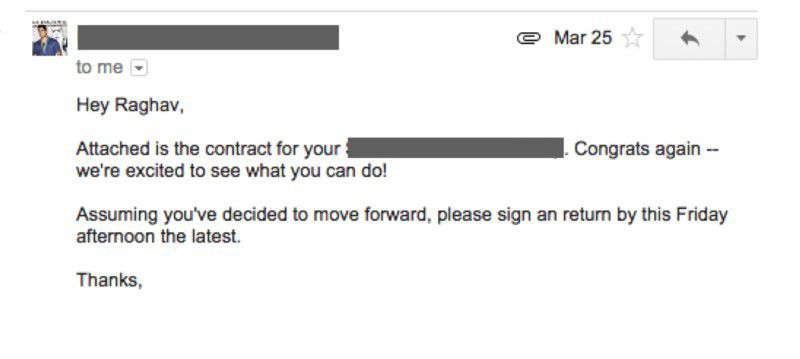 Mar 25
to me
Hey Raghav,
Attached is the contract for your . Congrats again --
we're excited to see what you can do!
Assuming you've decided to move forward, please sign an return by this Friday
afternoon the latest.
Thanks,